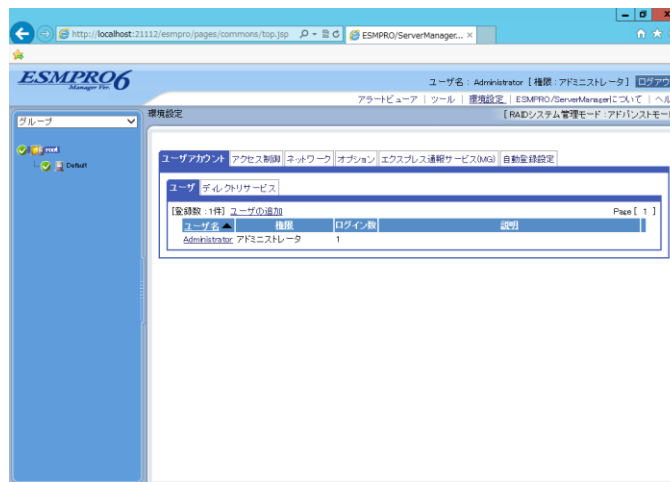 http://localhost:21112/esmpro/pages/commons/top.jsp
ESMPRO/ServerManager...
ESMPRO6
Manager Ver.
ユーザ名 : Administrator [ 権限 : アドミニストレータ ] ログアウ
アラートビューア | ツール | 環境設定 | ESMPRO/ServerManagerについて | ヘル
グループ
環境設定
[ RAIDシステム管理モード : アドバンストモー
root
Default
ユーザアカウント アクセス制御 ネットワーク オプション エクスプレス通報サービス(MG) 自動登録設定
ユーザ ディレクトリサービス
[登録数 : 1件] ユーザの追加 Page [ 1 ]
ユーザ名▲ 権限 ログイン数 説明
Administrator アドミニストレータ 1